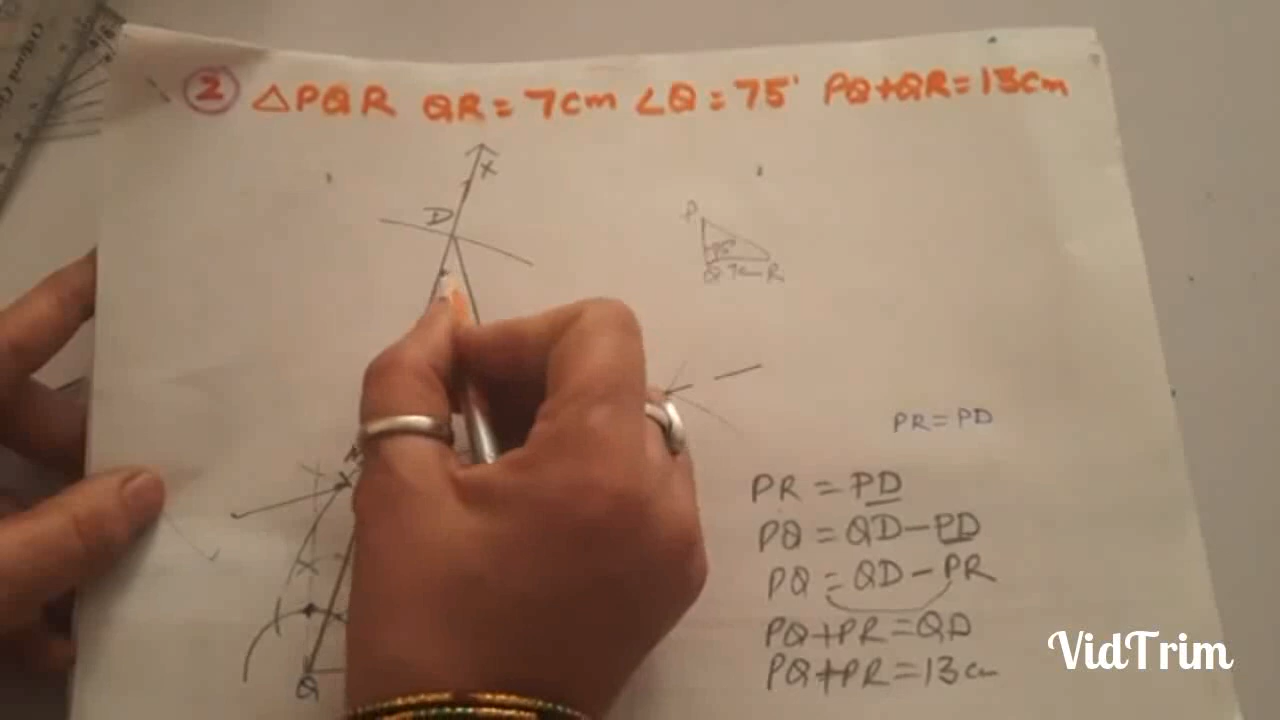 2 △PQR QR = 7cm ∠Q = 75° PQ+QR = 13cm
X
D
P
75°
Q 7cm R
PR = PD
PR = PD
PQ = QD - PD
PQ = QD - PR
PQ + PR = QD
PQ + PR = 13cm
Q
VidTrim